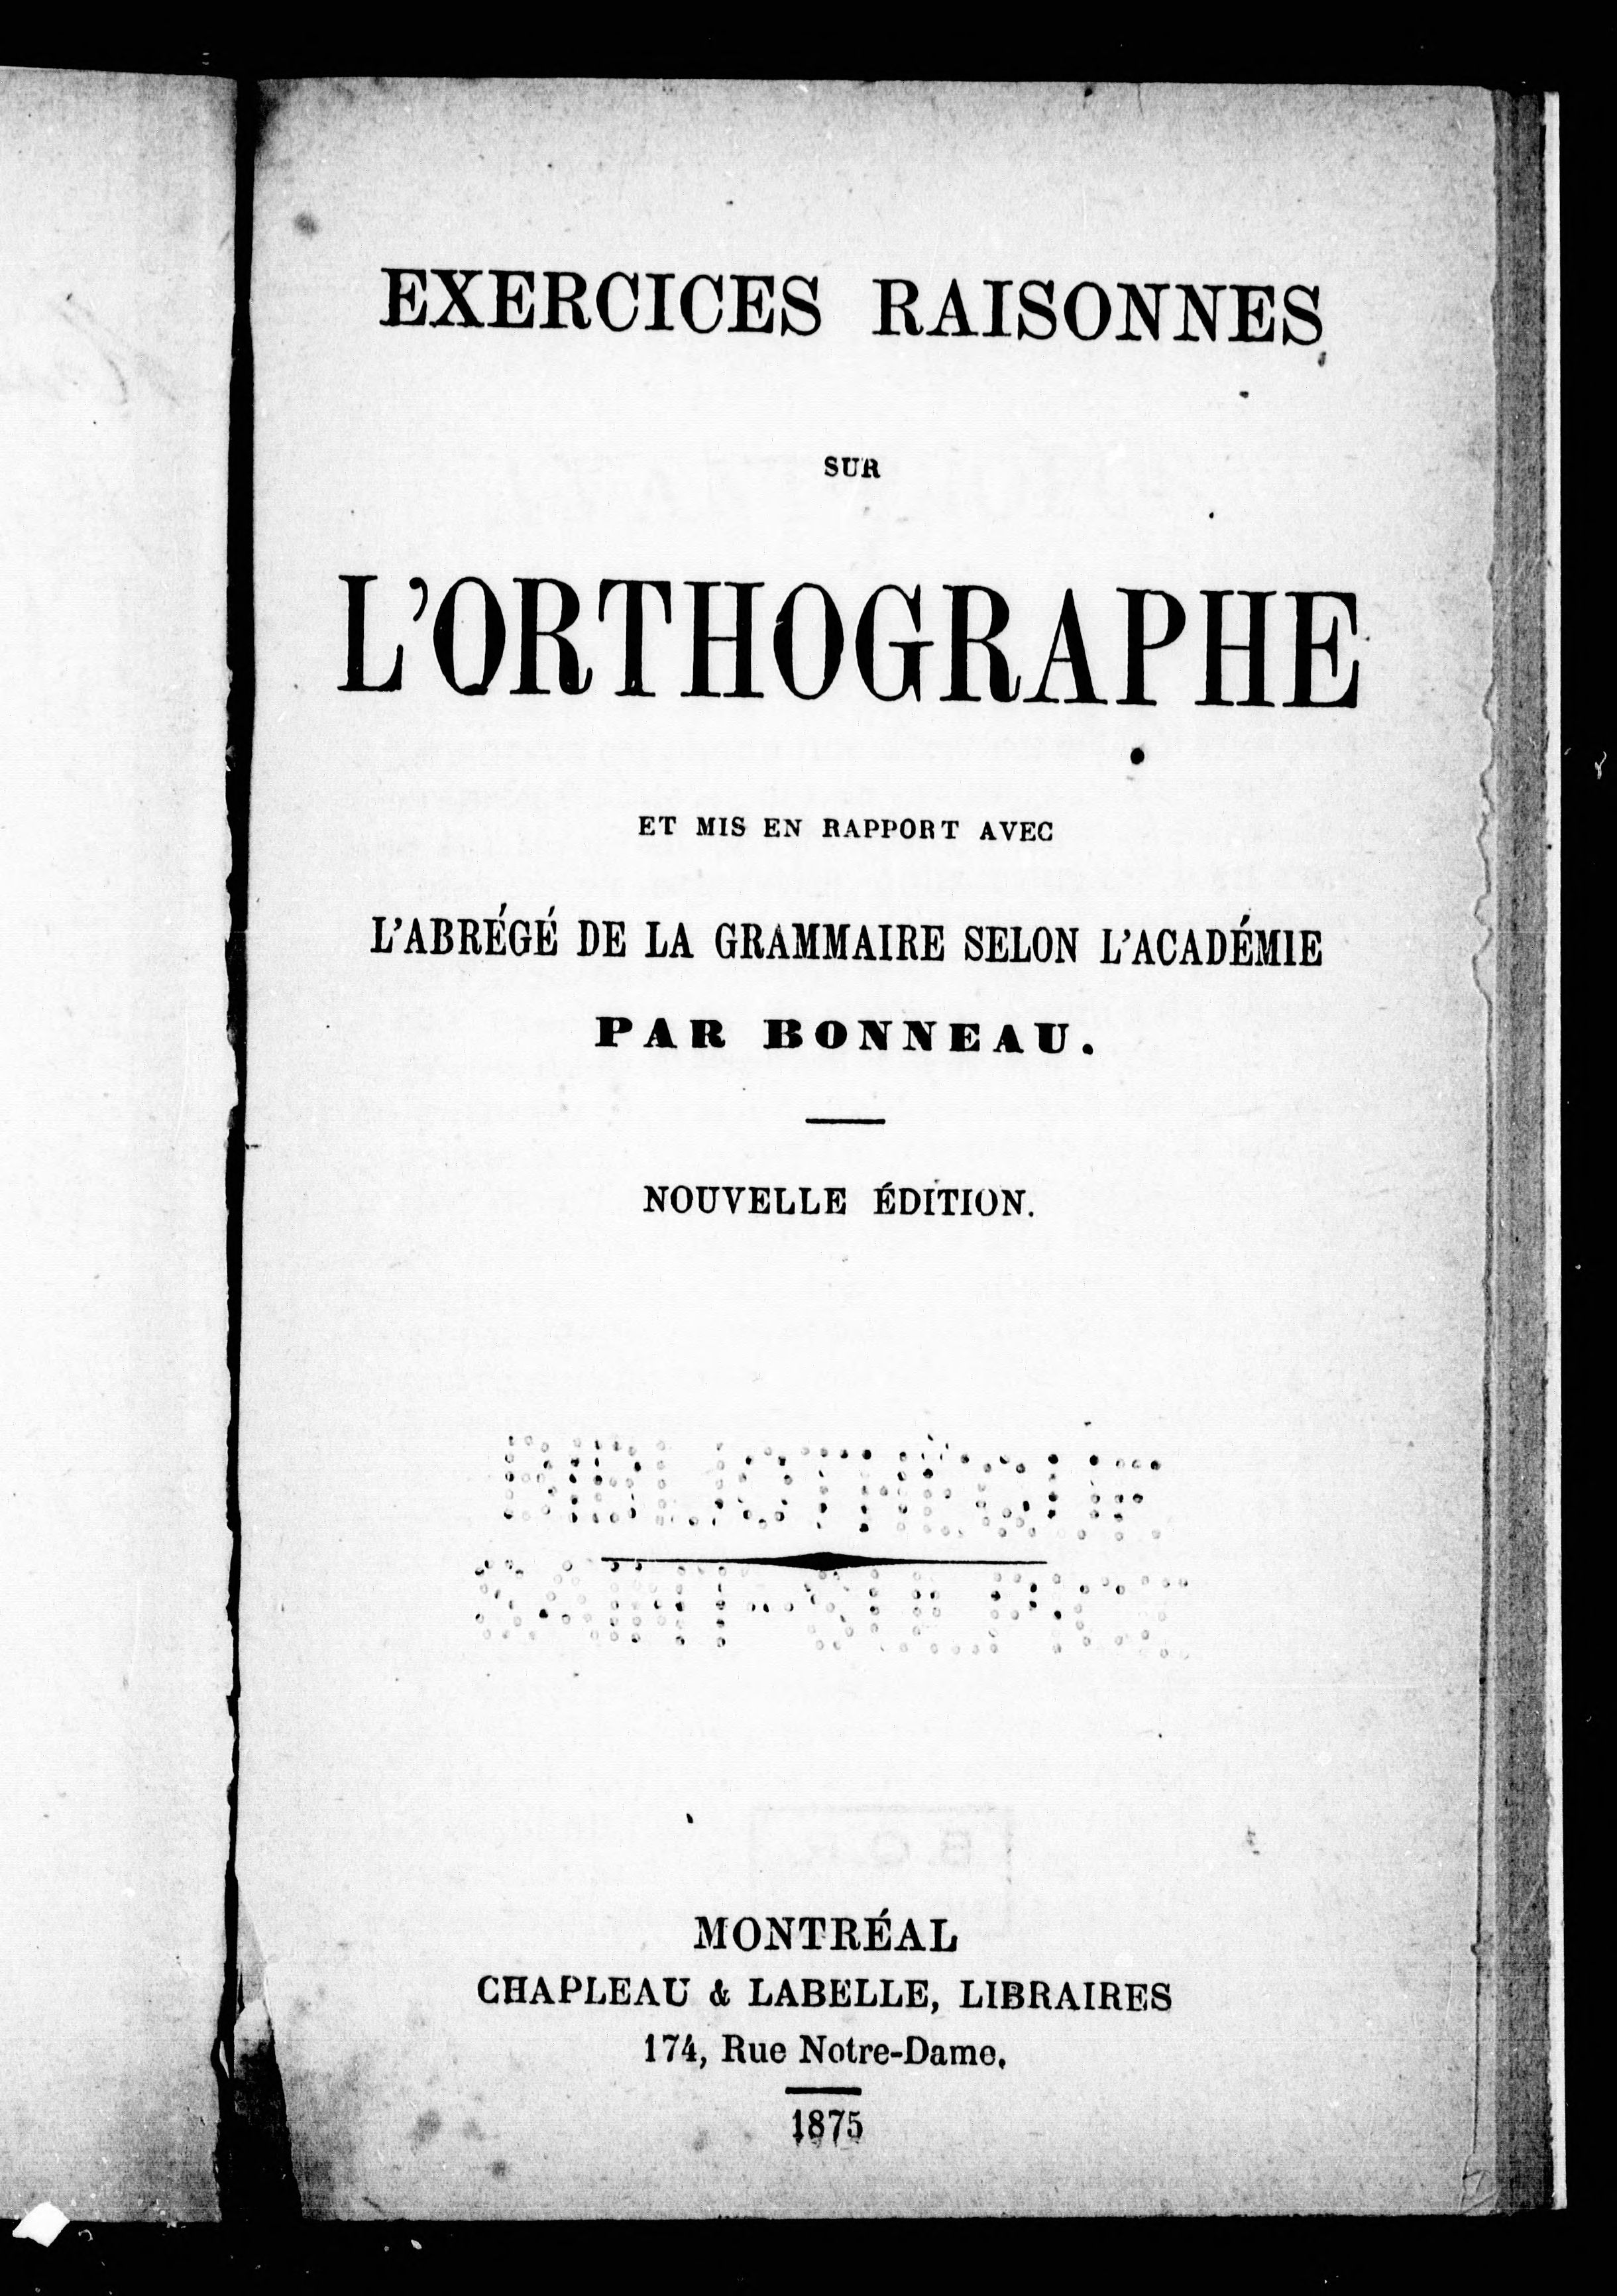 EXERCICES RAISONNES
SUR
L'ORTHOGRAPHE
ET MIS EN RAPPORT AVEC
L'ABRÉGÉ DE LA GRAMMAIRE SELON L'ACADÉMIE
PAR BONNEAU.
NOUVELLE ÉDITION.
MONTRÉAL
CHAPLEAU & LABELLE, LIBRAIRES
174, Rue Notre-Dame.
1875